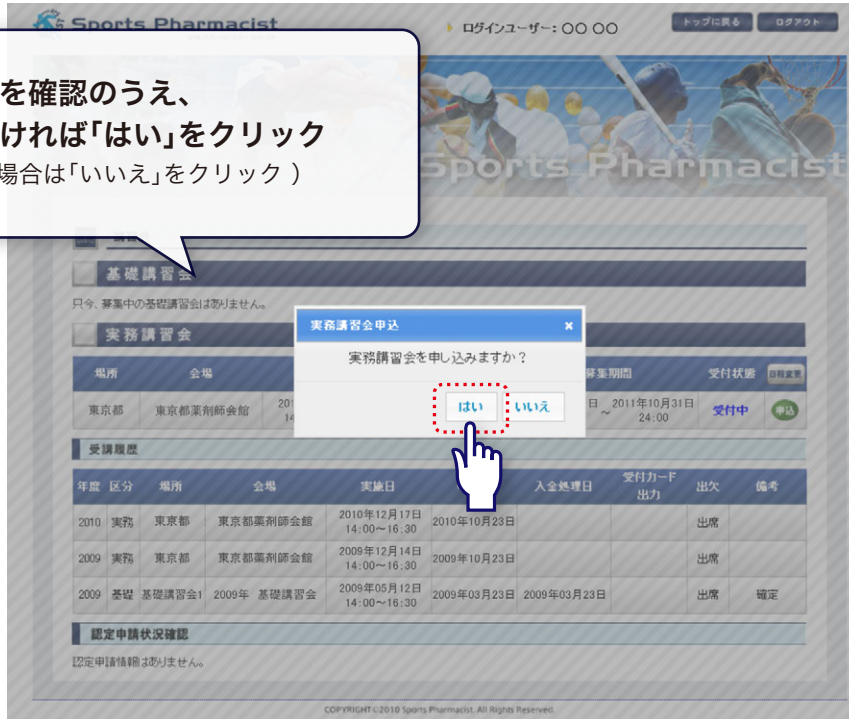 Sports Pharmacist
ログインユーザー: 〇〇 〇〇
トップに戻る
ログアウト
を確認のうえ、
ければ「はい」をクリック
場合は「いいえ」をクリック )
Sports Pharmacist
基礎講習会
只今、募集中の基礎講習会はありません。
実務講習会
実務講習会申込 ×
実務講習会を申し込みますか?
はい いいえ
場所 会場 募集期間 受付状態 日程変更
東京都 東京都薬剤師会館 201 日 ~ 2011年10月31日 受付中 申込
14 24:00
受講履歴
年度 区分 場所 会場 実施日 入金処理日 受付カード出力 出欠 備考
2010 実務 東京都 東京都薬剤師会館 2010年12月17日 2010年10月23日 出席
14:00~16:30
2009 実務 東京都 東京都薬剤師会館 2009年12月14日 2009年10月23日 出席
14:00~16:30
2009 基礎 基礎講習会1 2009年 基礎講習会 2009年05月12日 2009年03月23日 2009年03月23日 出席 確定
14:00~16:30
認定申請状況確認
認定申請情報はありません。
COPYRIGHT©2010 Sports Pharmacist. All Rights Reserved.